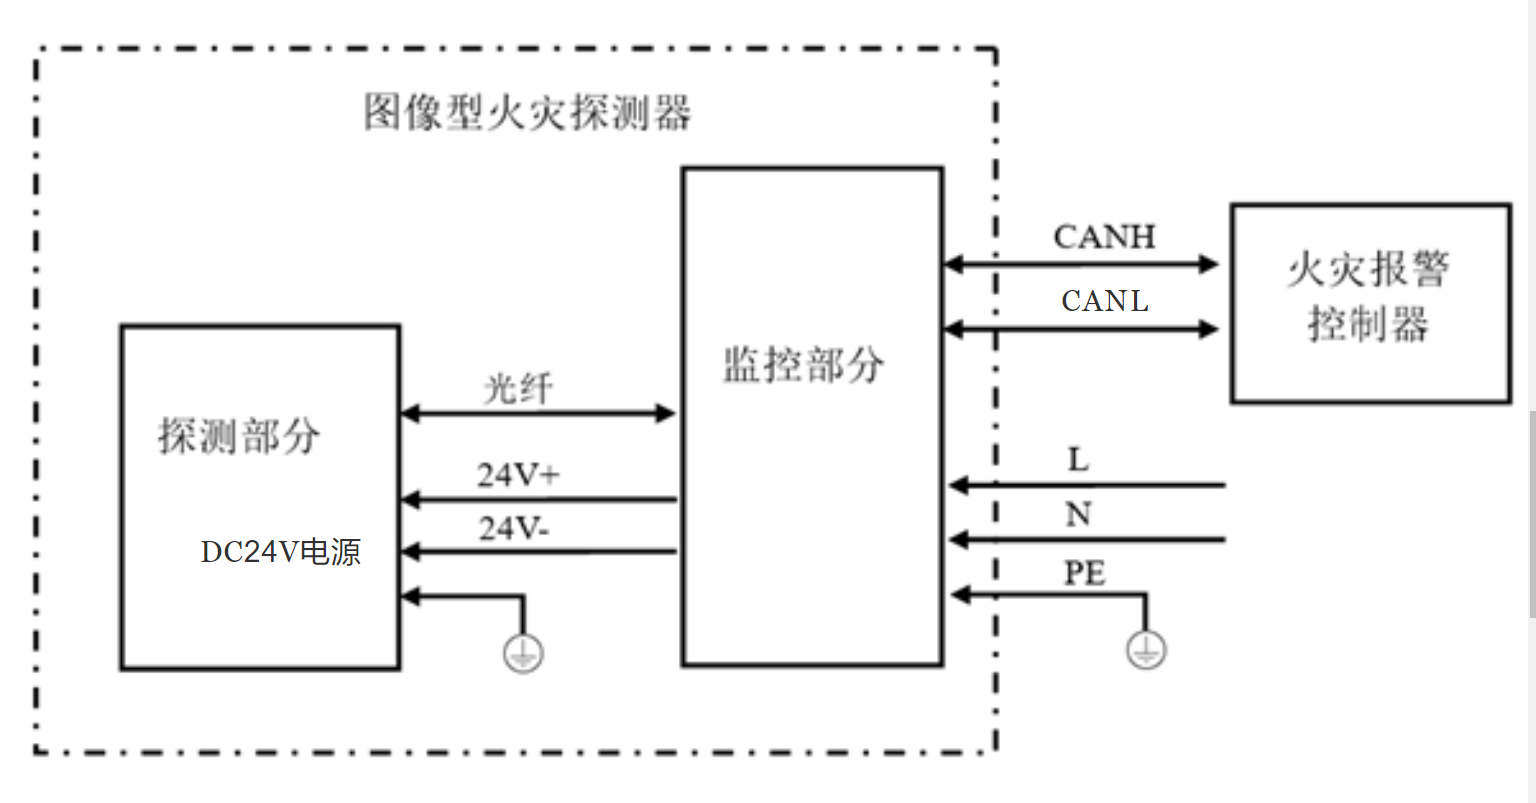 图像型火灾探测器
CANH
火灾报警
控制器
CANL
监控部分
光纤
探测部分
24V+
L
24V-
N
DC24V电源
PE